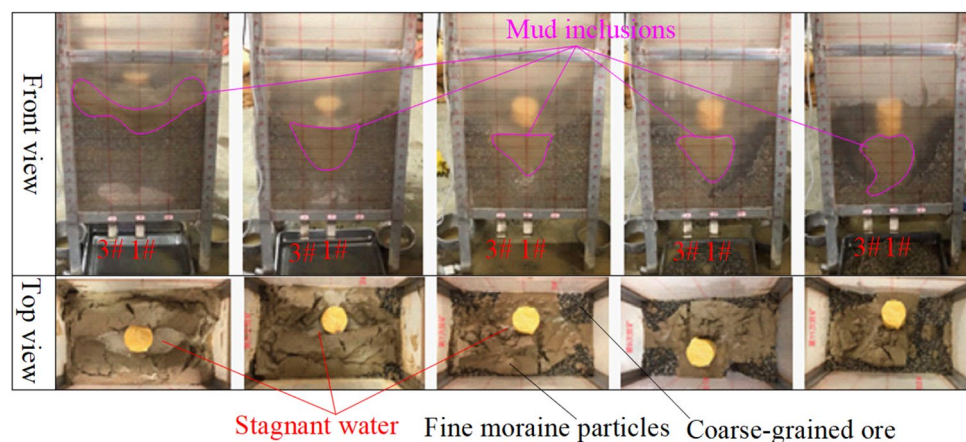 Mud inclusions
Front view
3# 1#
3# 1#
3# 1#
3# 1#
3# 1#
Top view
Stagnant water
Fine moraine particles
Coarse-grained ore